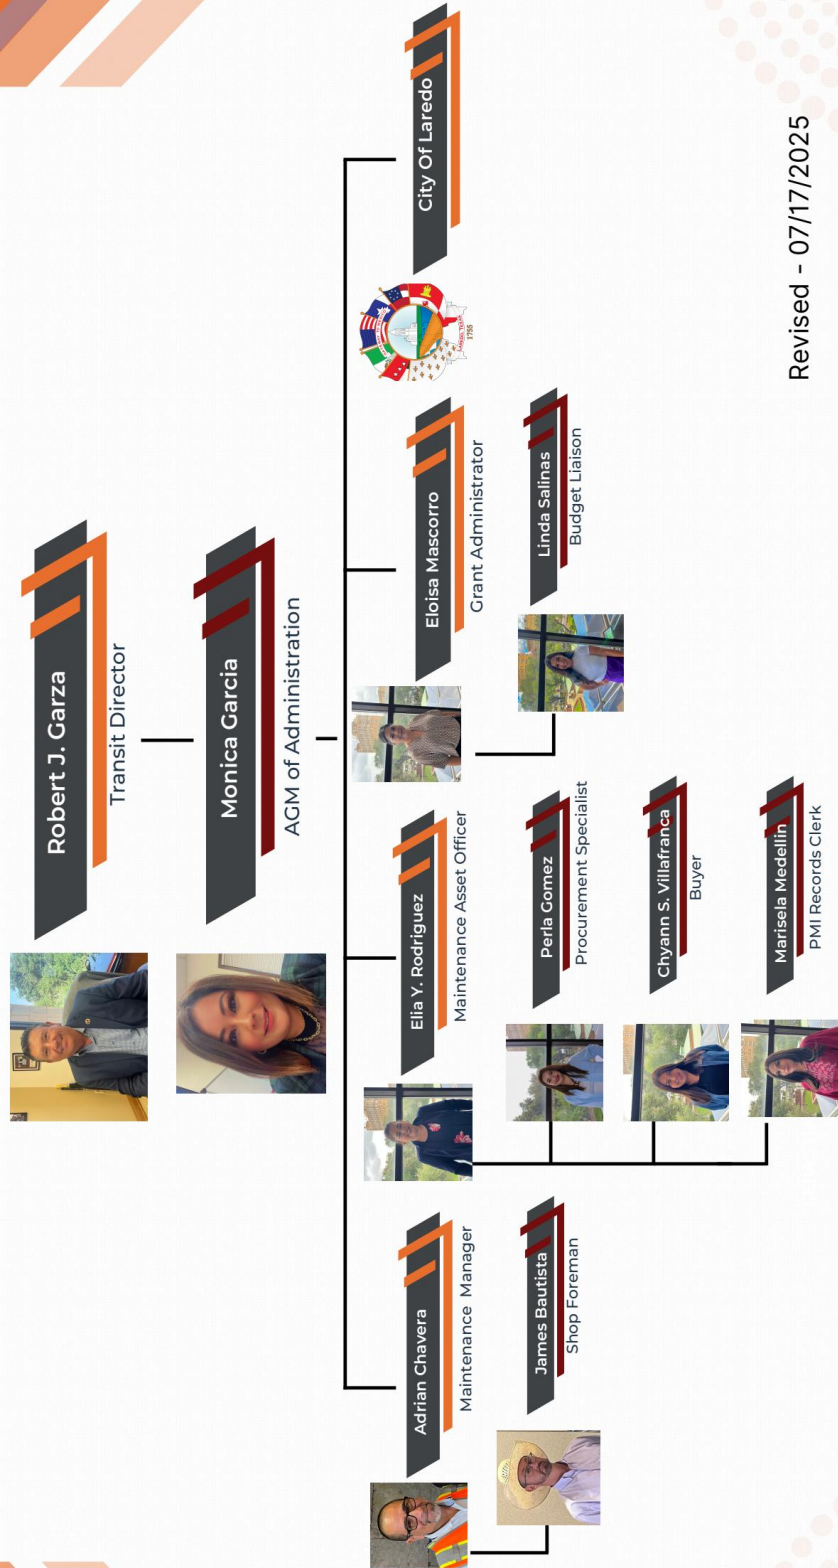 Robert J. Garza
Transit Director
Monica Garcia
AGM of Administration
Adrian Chavera
Maintenance Manager
James Bautista
Shop Foreman
Elia Y. Rodriguez
Maintenance Asset Officer
Perla Gomez
Procurement Specialist
Chyann S. Villafranca
Buyer
Marisela Medellin
PMI Records Clerk
Eloisa Mascorro
Grant Administrator
Linda Salinas
Budget Liaison
1755
City Of Laredo
Revised - 07/17/2025